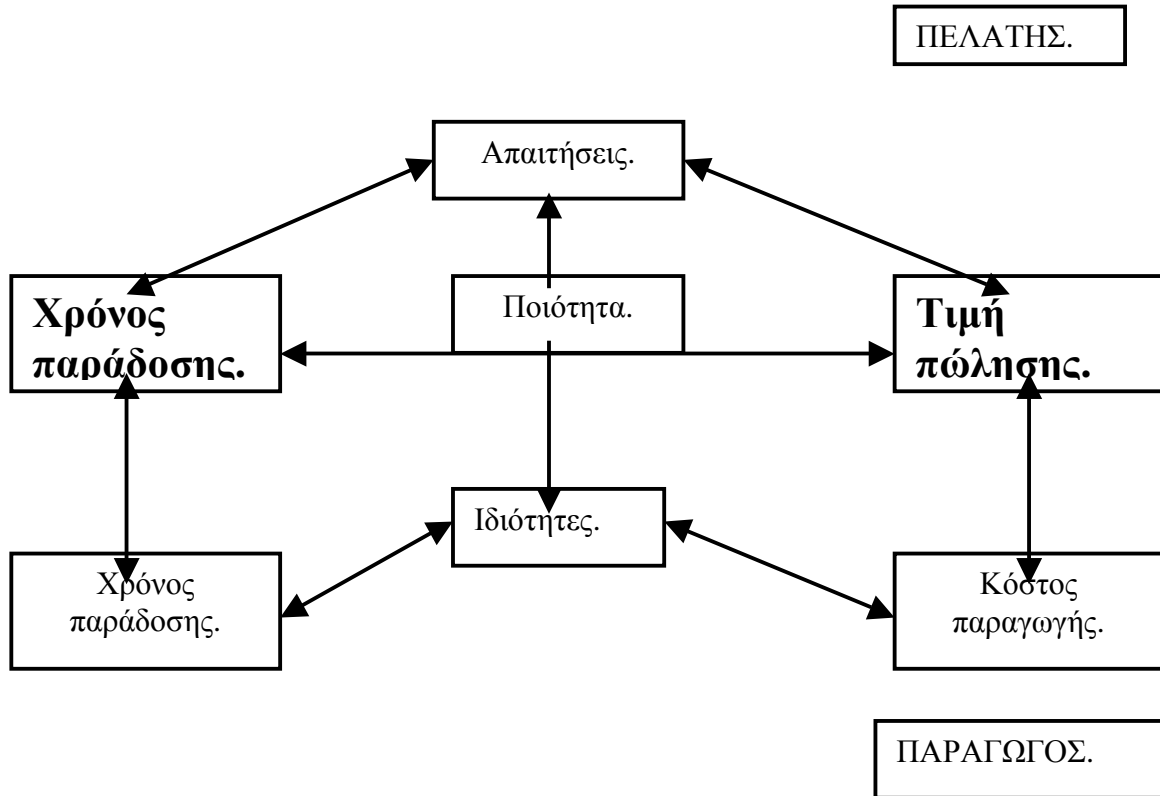 ΠΕΛΑΤΗΣ.
Απαιτήσεις.
Χρόνος
παράδοσης.
Ποιότητα.
Τιμή
πώλησης.
Ιδιότητες.
Χρόνος
παράδοσης.
Κόστος
παραγωγής.
ΠΑΡΑΓΩΓΟΣ.